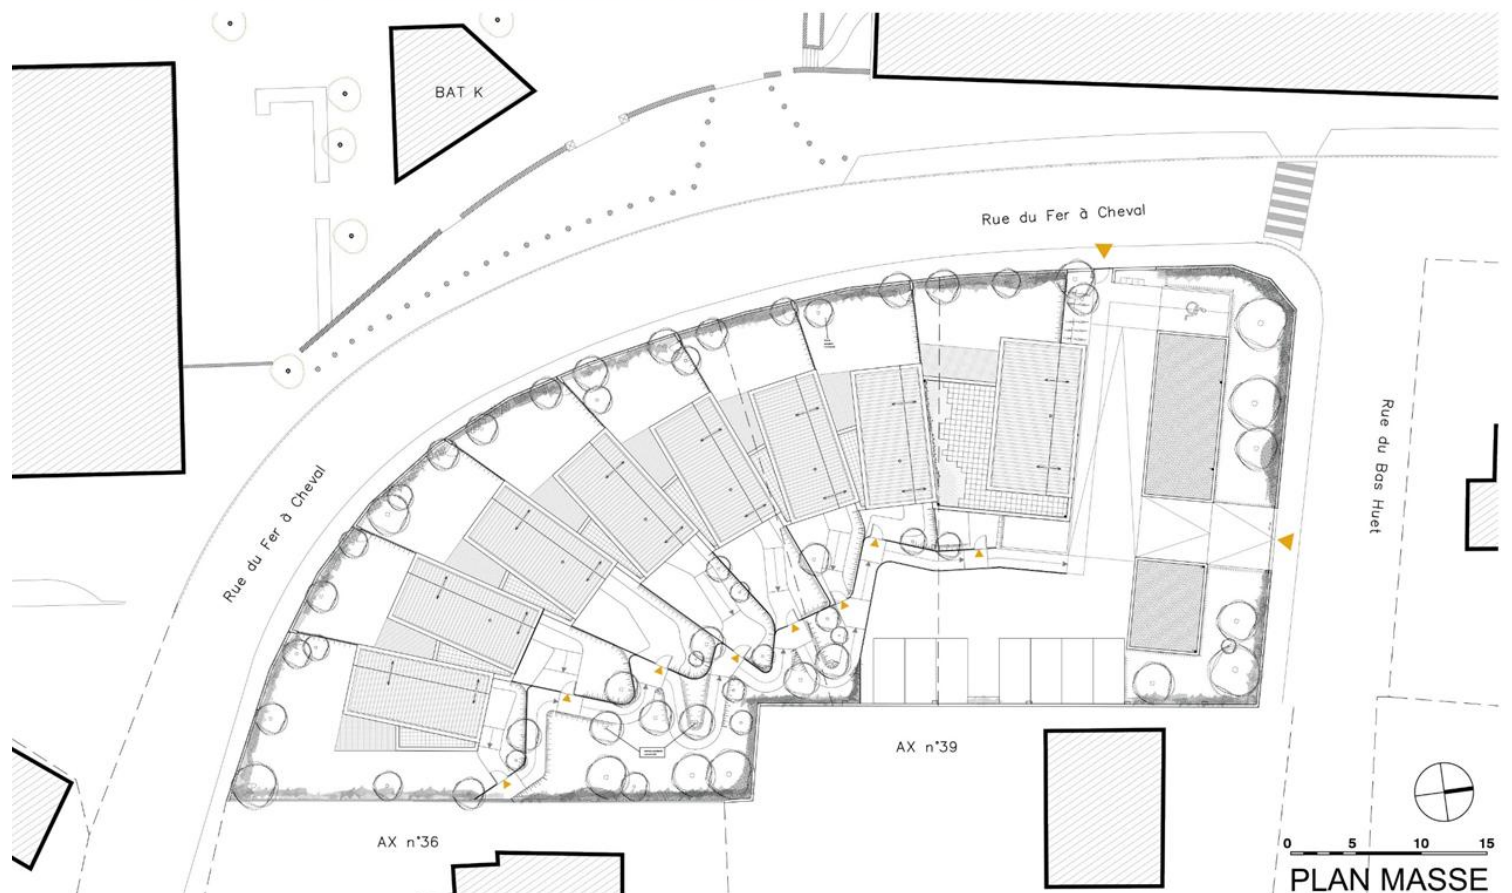 BAT K
Rue du Fer à Cheval
Rue du Fer à Cheval
Rue du Bas Huet
AX n°39
AX n°36
0 5 10 15
PLAN MASSE